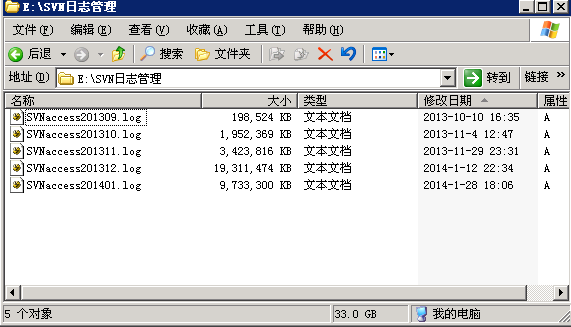 E:\SVN日志管理
文件(F) 编辑(E) 查看(V) 收藏(A) 工具(T) 帮助(H)
后退 搜索 文件夹
地址(D) E:\SVN日志管理 转到 链接 »
名称 大小 类型 修改日期 属性
SVNaccess201309.log 198,524 KB 文本文档 2013-10-10 16:35 A
SVNaccess201310.log 1,952,369 KB 文本文档 2013-11-4 12:47 A
SVNaccess201311.log 3,423,816 KB 文本文档 2013-11-29 23:31 A
SVNaccess201312.log 19,311,474 KB 文本文档 2014-1-12 22:34 A
SVNaccess201401.log 9,733,300 KB 文本文档 2014-1-28 18:06 A
5 个对象 33.0 GB 我的电脑